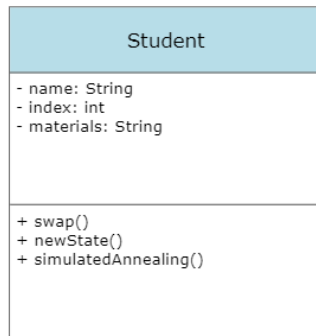 Student
- name: String
- index: int
- materials: String
+ swap()
+ newState()
+ simulatedAnnealing()